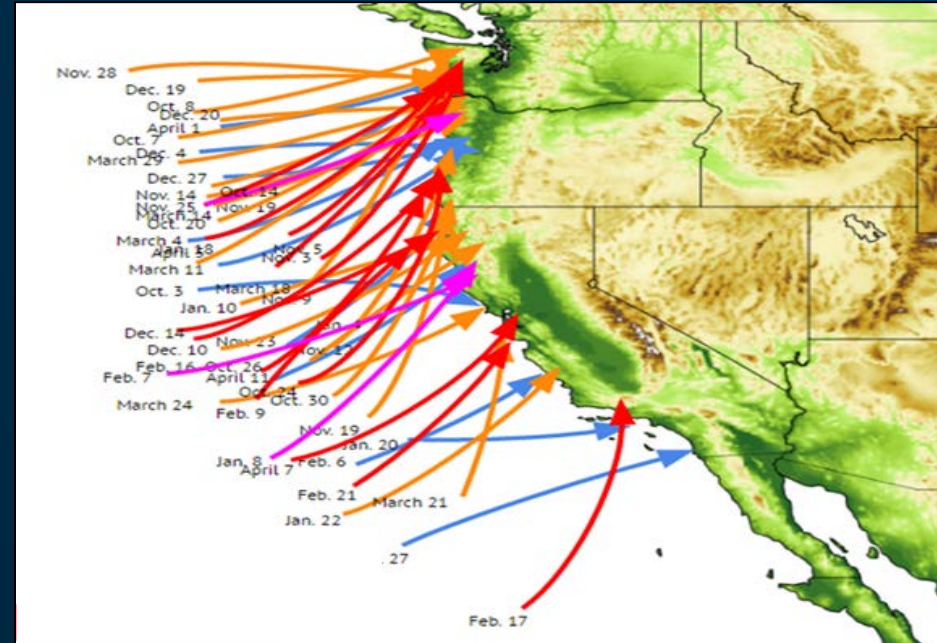 Nov. 28
Dec. 19
Oct. 8
Dec. 20
April 1
Oct. 7
Dec. 4
March 29
Dec. 27
Oct. 14
Nov. 14
Nov. 25
Nov. 19
March 14
Oct. 20
March 4
Jan. 18
Nov. 5
April 5
Nov. 3
March 11
Oct. 3
March 18
Nov. 9
Jan. 10
Dec. 14
Nov. 23
Dec. 10
Feb. 16
Oct. 26
Feb. 7
April 11
Oct. 24
Oct. 30
March 24
Feb. 9
Nov. 19
Jan. 20
Jan. 8
Feb. 6
April 7
Feb. 21
March 21
Jan. 22
. 27
Feb. 17